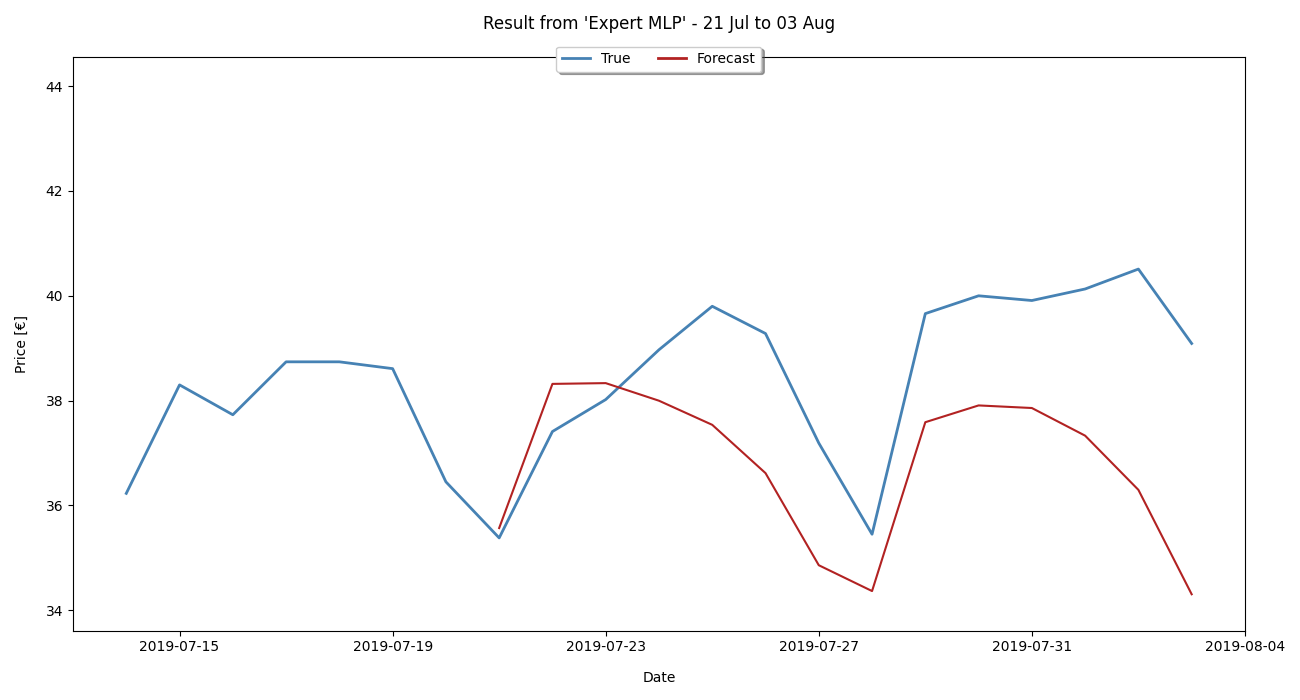 Result from 'Expert MLP' - 21 Jul to 03 Aug
True Forecast
44
42
40
38
36
34
Price [€]
2019-07-15 2019-07-19 2019-07-23 2019-07-27 2019-07-31 2019-08-04
Date